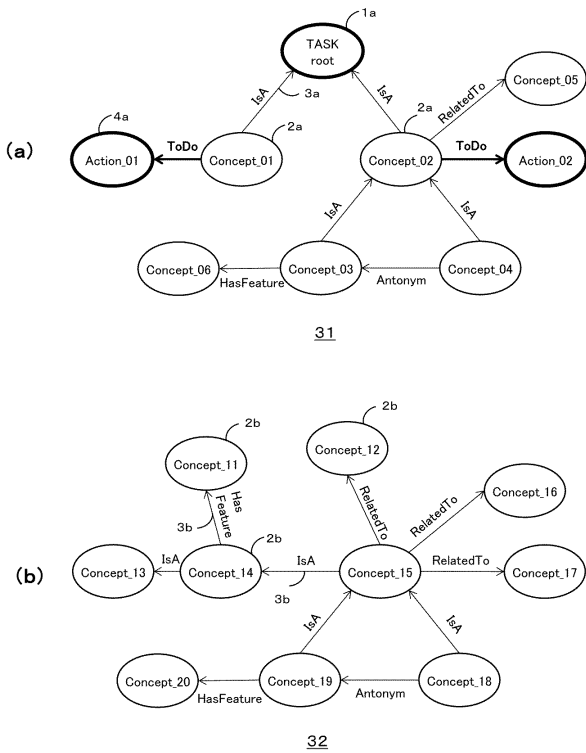 1a
TASK
root
Concept_05
IsA
3a
IsA
RelatedTo
4a
2a
2a
(a)
Action_01
ToDo
Concept_01
Concept_02
ToDo
Action_02
IsA
IsA
Concept_06
HasFeature
Concept_03
Antonym
Concept_04
31
2b
2b
Concept_11
Concept_12
Has
Feature
3b
RelatedTo
RelatedTo
Concept_16
2b
(b)
Concept_13
IsA
Concept_14
IsA
3b
Concept_15
RelatedTo
Concept_17
IsA
IsA
Concept_20
HasFeature
Concept_19
Antonym
Concept_18
32